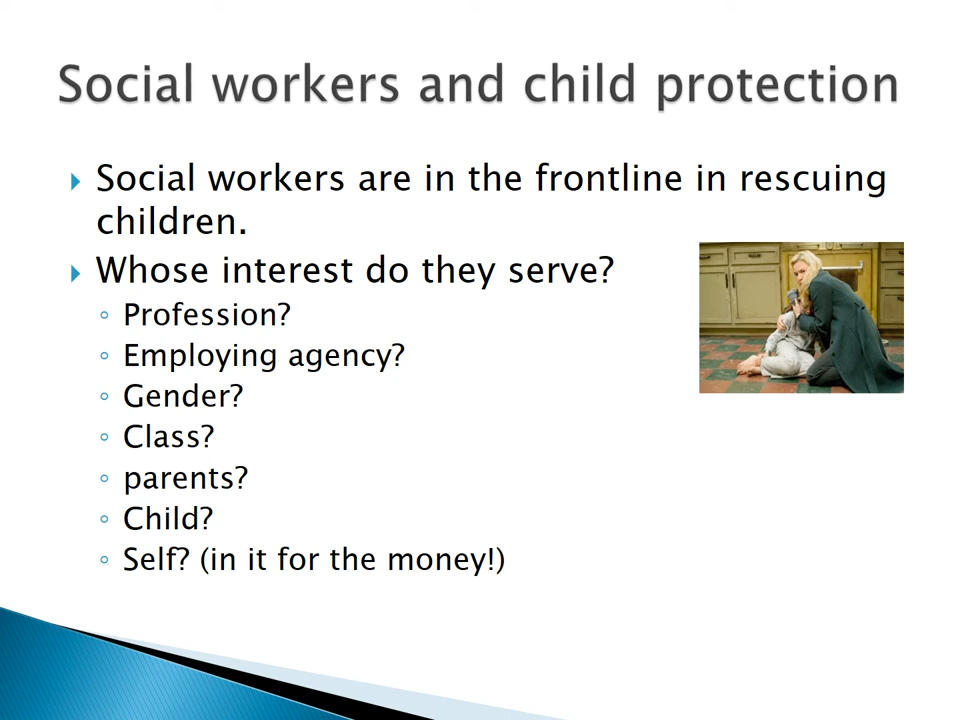 Social workers and child protection
Social workers are in the frontline in rescuing
children.
Whose interest do they serve?
Profession?
Employing agency?
Gender?
Class?
parents?
Child?
Self? (in it for the money!)